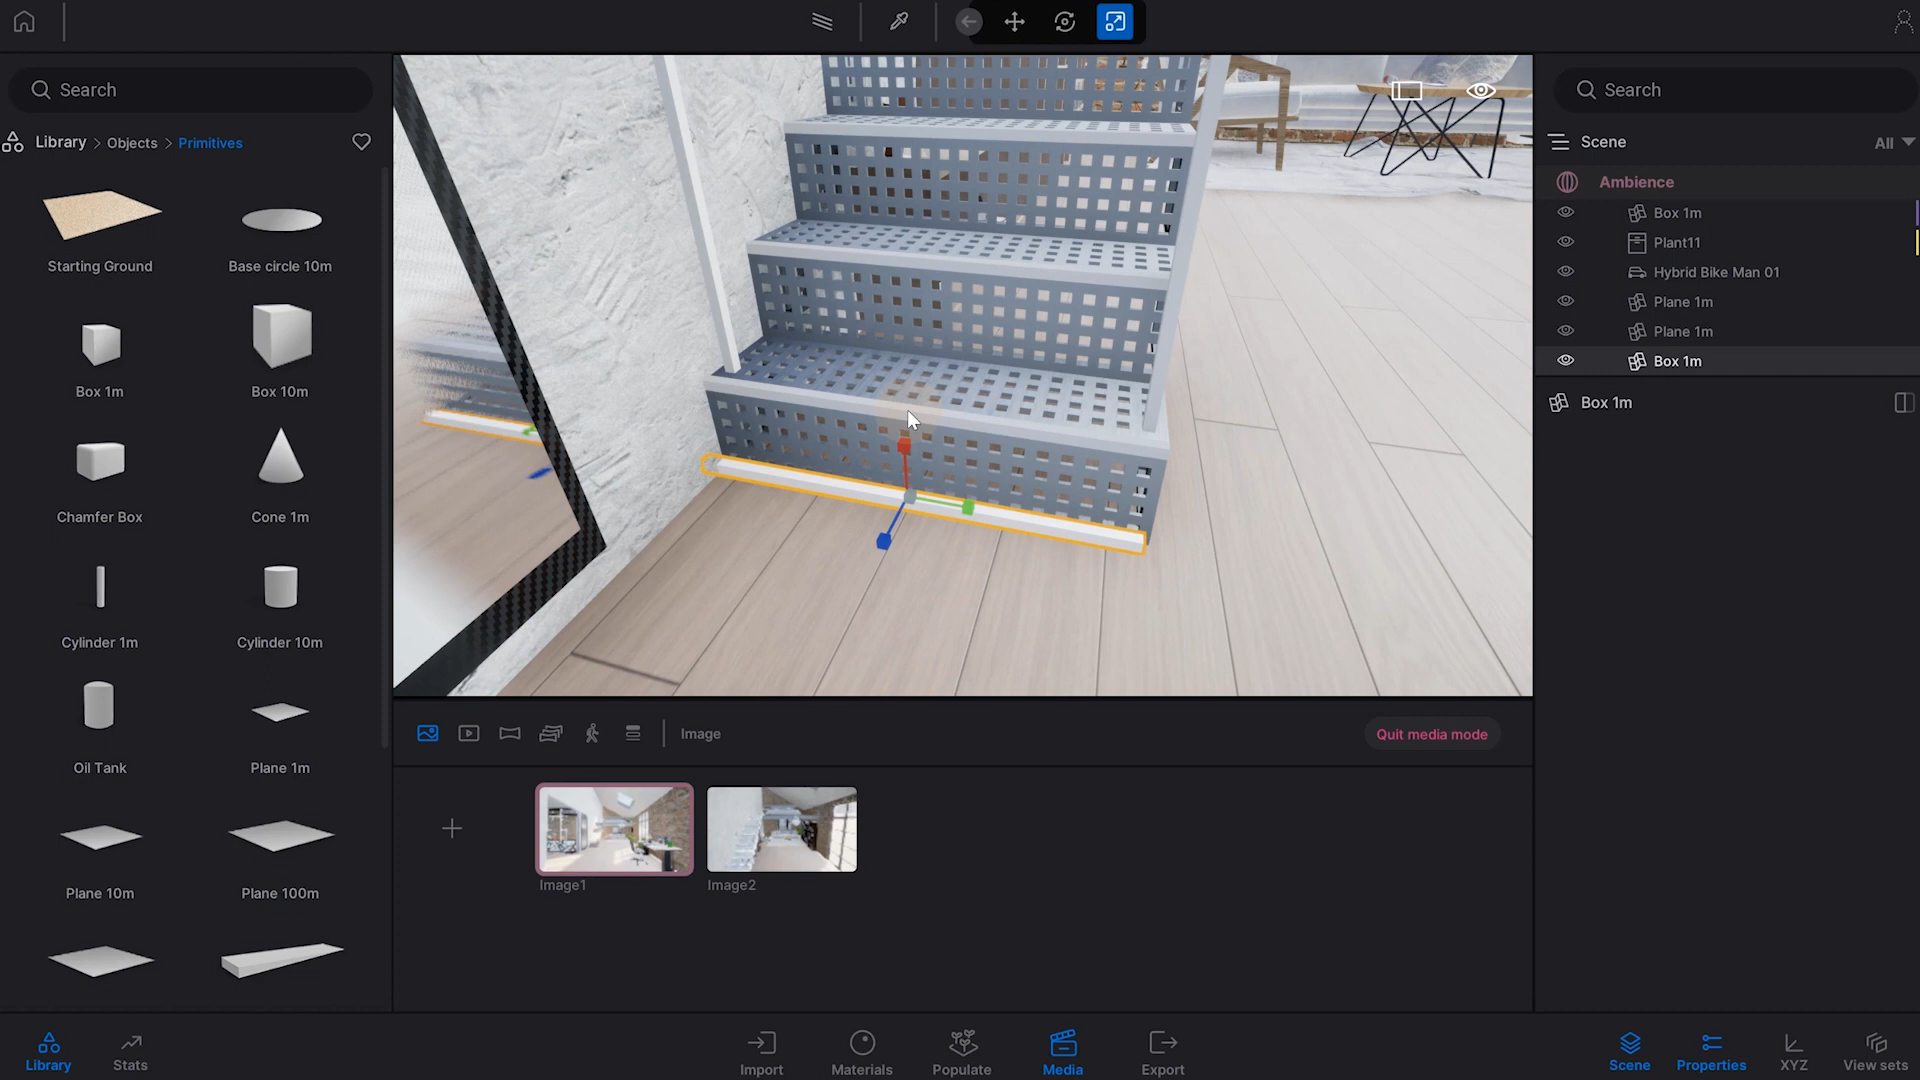 Search
Library > Objects > Primitives
Starting Ground
Base circle 10m
Box 1m
Box 10m
Chamfer Box
Cone 1m
Cylinder 1m
Cylinder 10m
Oil Tank
Plane 1m
Plane 10m
Plane 100m
Image
Quit media mode
Image1
Image2
Search
Scene
All
Ambience
Box 1m
Plant11
Hybrid Bike Man 01
Plane 1m
Plane 1m
Box 1m
Box 1m
Library
Stats
Import
Materials
Populate
Media
Export
Scene
Properties
XYZ
View sets